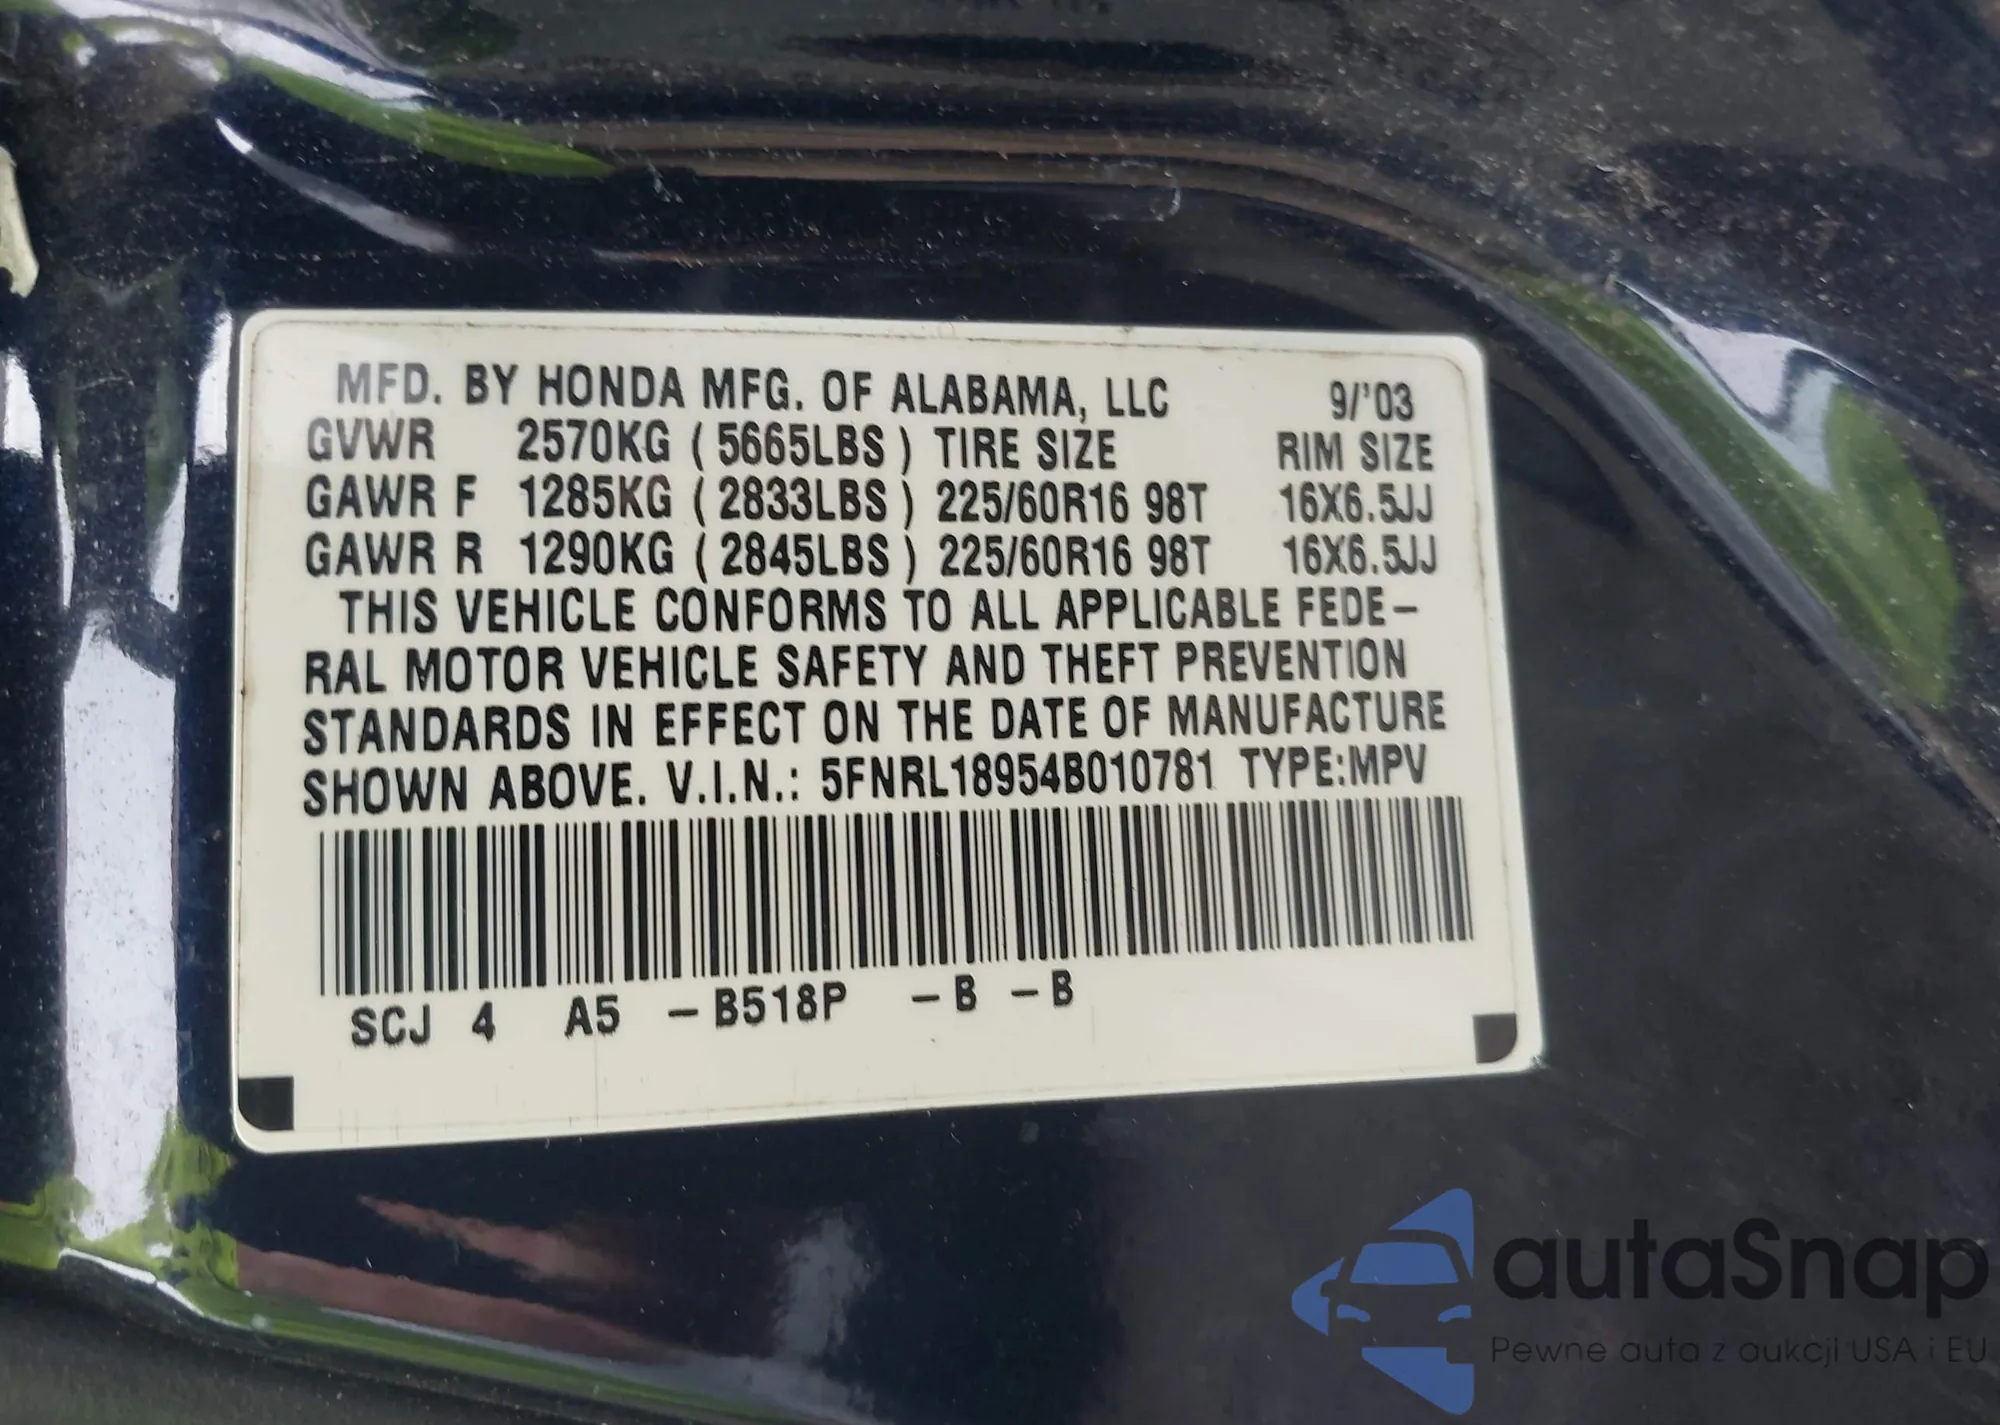 MFD. BY HONDA MFG. OF ALABAMA, LLC 9/'03
GVWR 2570KG (5665LBS) TIRE SIZE RIM SIZE
GAWR F 1285KG (2833LBS) 225/60R16 98T 16X6.5JJ
GAWR R 1290KG (2845LBS) 225/60R16 98T 16X6.5JJ
THIS VEHICLE CONFORMS TO ALL APPLICABLE FEDE-
RAL MOTOR VEHICLE SAFETY AND THEFT PREVENTION
STANDARDS IN EFFECT ON THE DATE OF MANUFACTURE
SHOWN ABOVE. V.I.N.: 5FNRL18954B010781 TYPE:MPV
SCJ 4 A5 -B518P -B -B
autaSnap
Pewne auta z aukcji USA i EU